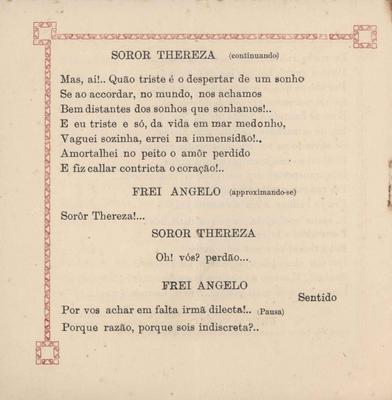 SOROR THEREZA (continuando)
Mas, ai!.. Quão triste é o despertar de um sonho
Se ao accordar, no mundo, nos achamos
Bem distantes dos sonhos que sonhamos!..
E eu triste e só, da vida em mar medonho,
Vaguei sozinha, errei na immensidão!..
Amortalhei no peito o amôr perdido
E fiz callar contricta o coração!..
FREI ANGELO (approximando-se)
Sorôr Thereza!...
SOROR THEREZA
Oh! vós? perdão...
FREI ANGELO
Sentido
Por vos achar em falta irmã dilecta!.. (Pausa)
Porque razão, porque sois indiscreta?..